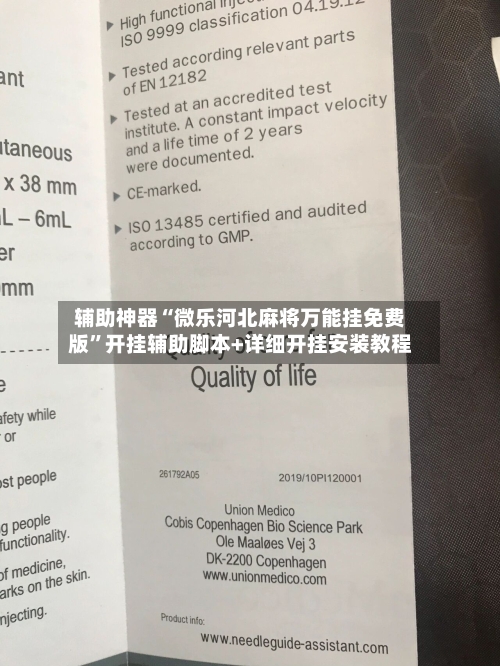 High functional
ISO 9999 classification 04.19.12
Tested according relevant parts
of EN 12182
Tested at an accredited test
institute. A constant impact velocity
and a life time of 2 years
were documented.
CE-marked.
ISO 13485 certified and audited
according to GMP.
ant
utaneous
x 38 mm
mL – 6mL
er
mm
辅助神器“微乐河北麻将万能挂免费
版”开挂辅助脚本+详细开挂安装教程
Quality of life
e
afety while
or
ost people
g people
functionality.
of medicine,
arks on the skin.
njecting.
261792A05
2019/10PI120001
Union Medico
Cobis Copenhagen Bio Science Park
Ole Maaløes Vej 3
DK-2200 Copenhagen
www.unionmedico.com
Product info:
www.needleguide-assistant.com